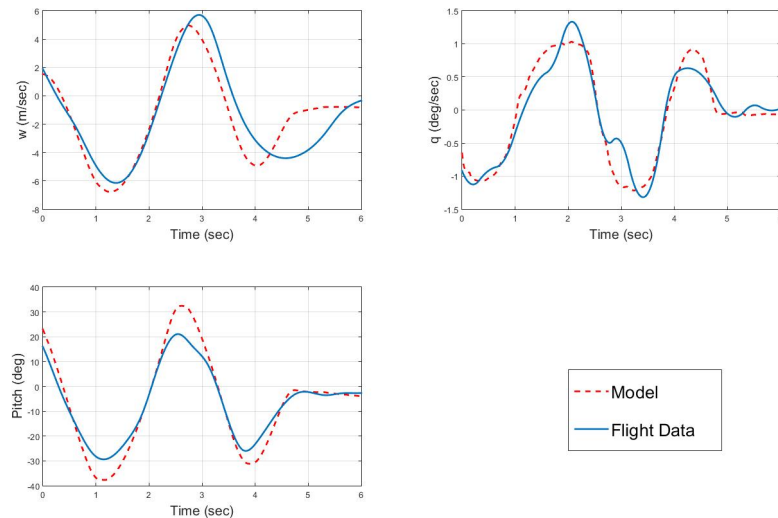 6
4
2
0
-2
-4
-6
-8
w (m/sec)
0 1 2 3 4 5 6
Time (sec)
1.5
1
0.5
0
-0.5
-1
-1.5
q (deg/sec)
0 1 2 3 4 5
Time (sec)
40
30
20
10
0
-10
-20
-30
-40
Pitch (deg)
0 1 2 3 4 5 6
Time (sec)
Model
Flight Data